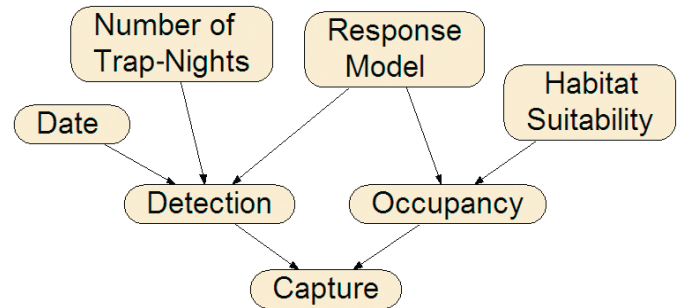 Number of
Trap-Nights
Response
Model
Habitat
Suitability
Date
Detection
Occupancy
Capture